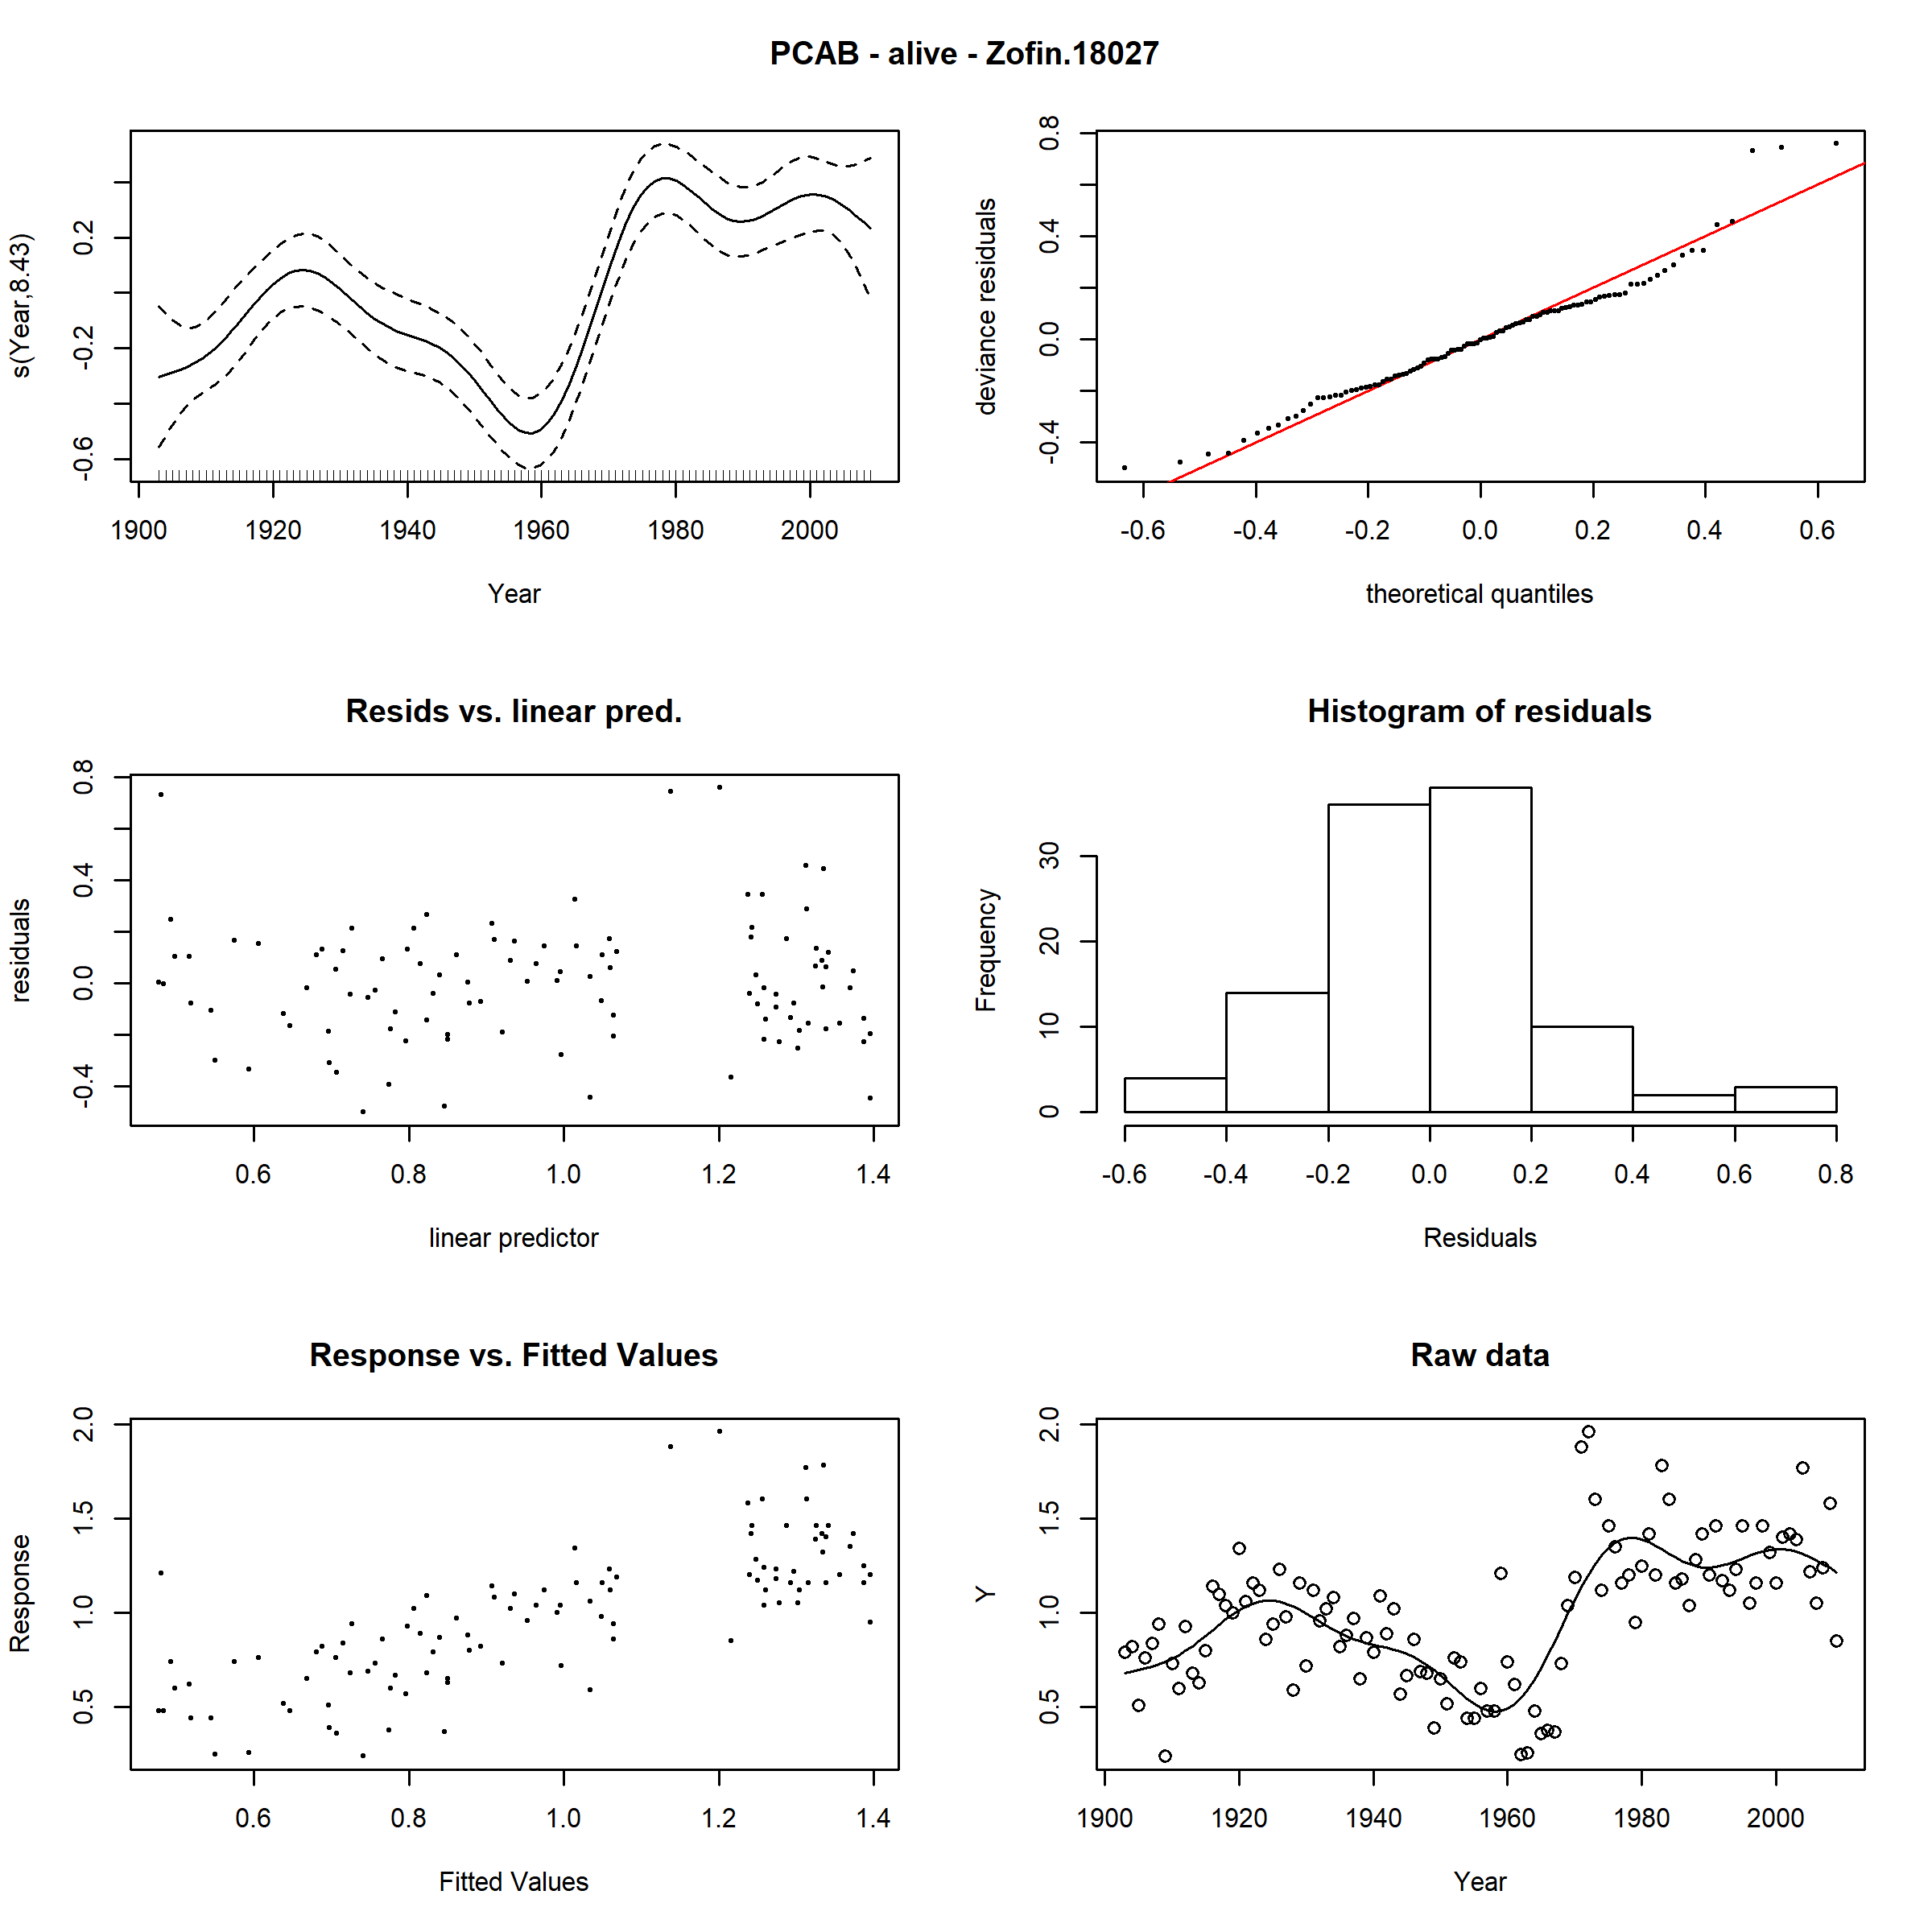 PCAB - alive - Zofin.18027
s(Year,8.43)
-0.6 -0.2 0.2
1900 1920 1940 1960 1980 2000
Year
deviance residuals
-0.4 0.0 0.4 0.8
-0.6 -0.4 -0.2 0.0 0.2 0.4 0.6
theoretical quantiles
Resids vs. linear pred.
residuals
-0.4 0.0 0.4 0.8
0.6 0.8 1.0 1.2 1.4
linear predictor
Histogram of residuals
Frequency
0 10 20 30
-0.6 -0.4 -0.2 0.0 0.2 0.4 0.6 0.8
Residuals
Response vs. Fitted Values
Response
0.5 1.0 1.5 2.0
0.6 0.8 1.0 1.2 1.4
Fitted Values
Raw data
Y
0.5 1.0 1.5 2.0
1900 1920 1940 1960 1980 2000
Year